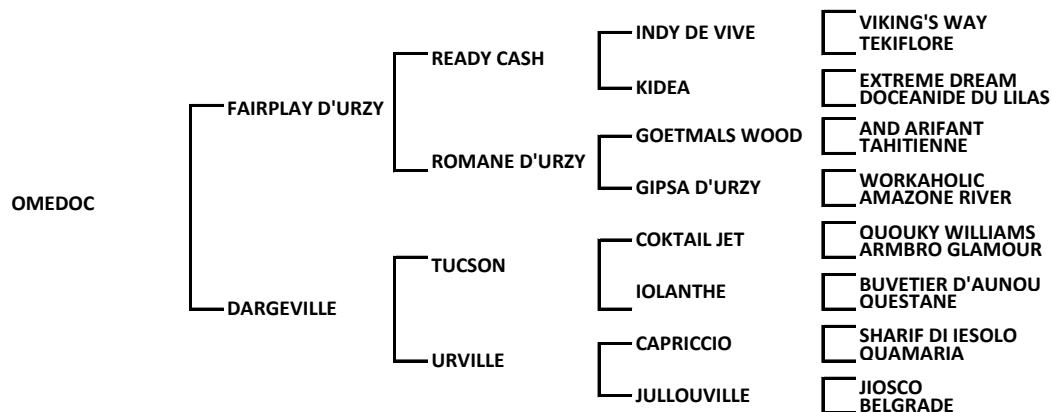 VIKING'S WAY
INDY DE VIVE
TEKIFLORE
READY CASH
EXTREME DREAM
KIDEA
DOCEANIDE DU LILAS
FAIRPLAY D'URZY
AND ARIFANT
GOETMALS WOOD
TAHITIENNE
ROMANE D'URZY
WORKAHOLIC
GIPSA D'URZY
AMAZONE RIVER
OMEDOC
QUOUKY WILLIAMS
COKTAIL JET
ARMBRO GLAMOUR
TUCSON
BUVETIER D'AUNOU
IOLANTHE
QUESTANE
DARGEVILLE
SHARIF DI IESOLO
CAPRICCIO
QUAMARIA
URVILLE
JIOSCO
JULLOUVILLE
BELGRADE